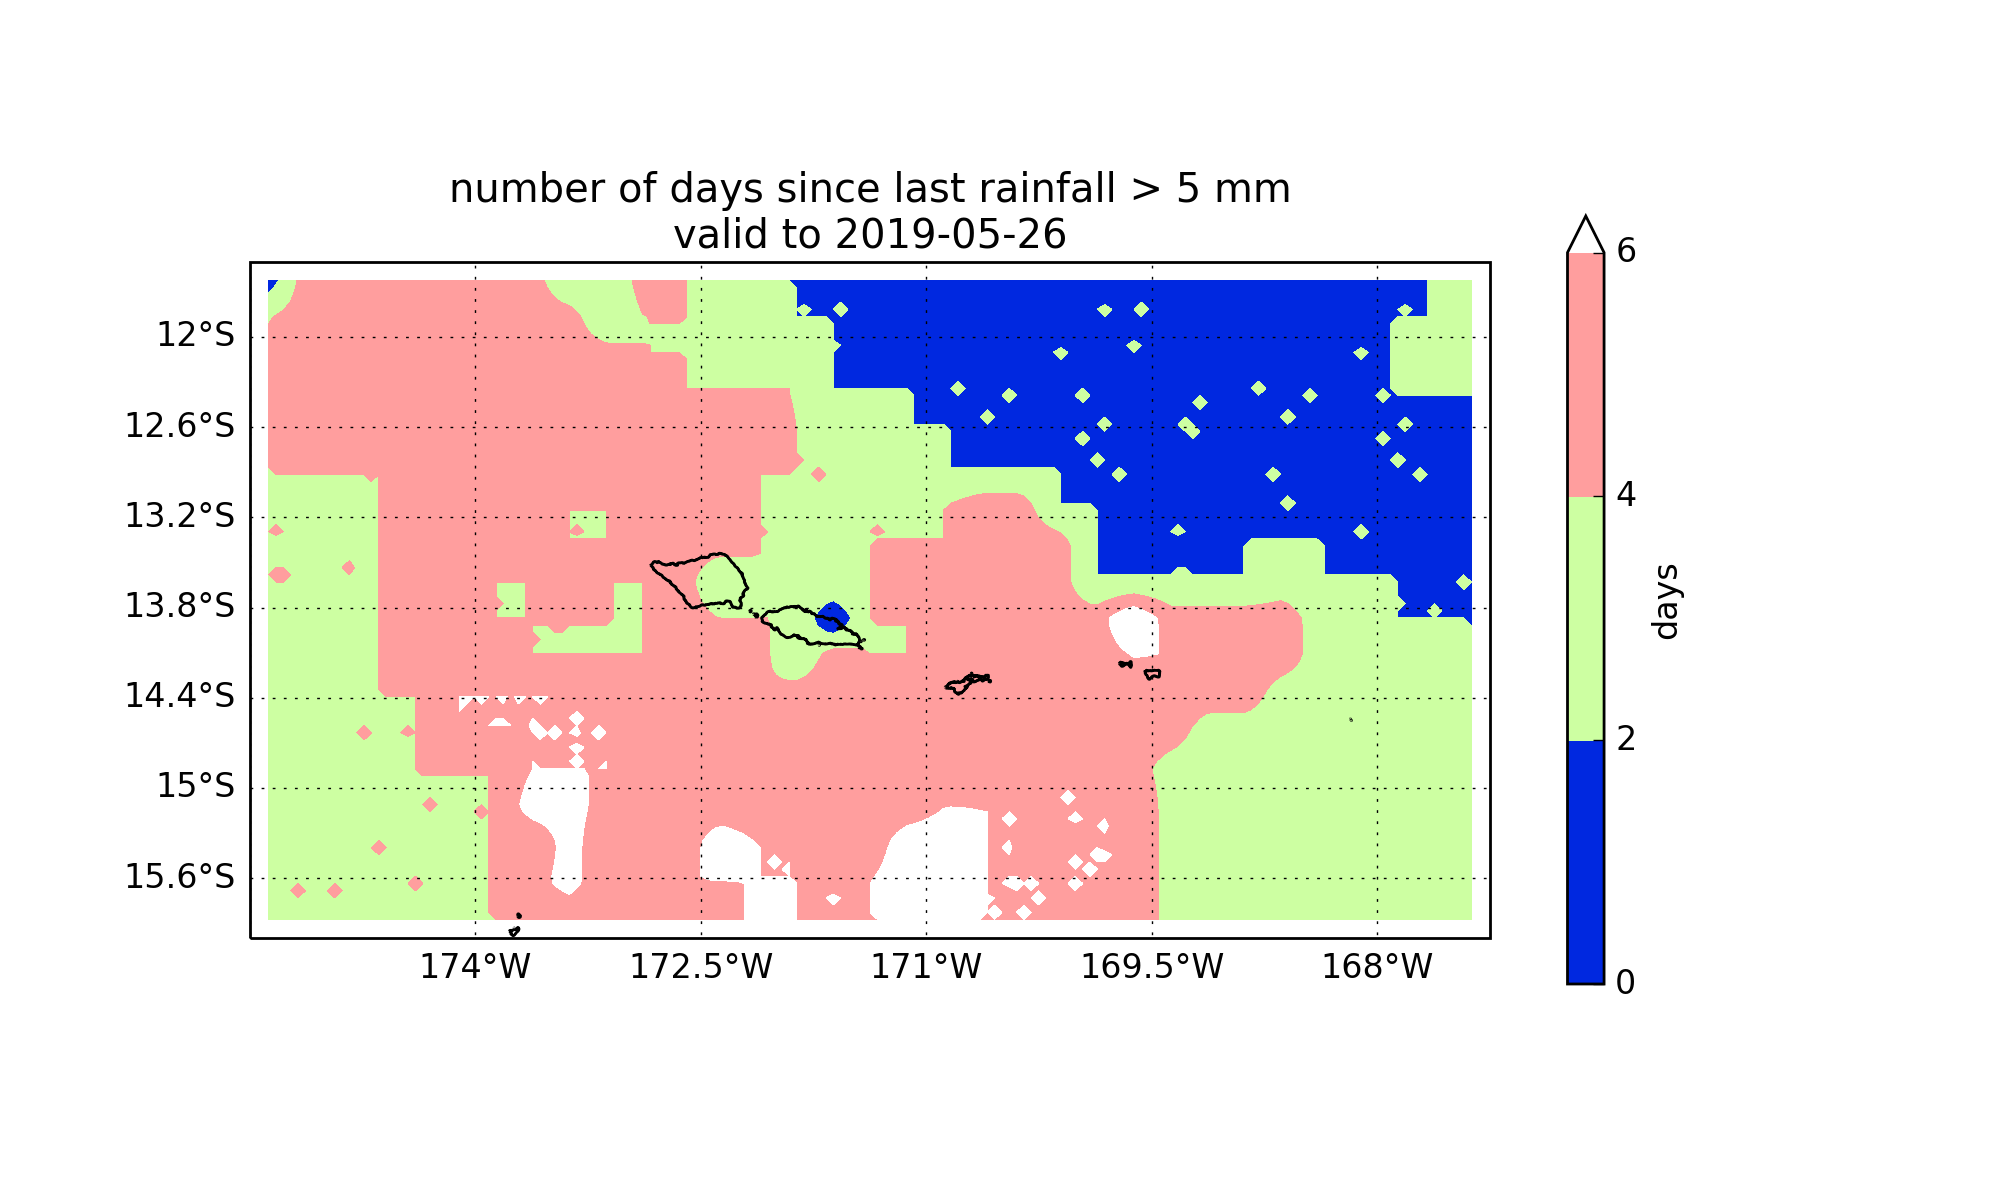 number of days since last rainfall > 5 mm
valid to 2019-05-26
12°S
12.6°S
13.2°S
13.8°S
14.4°S
15°S
15.6°S
174°W
172.5°W
171°W
169.5°W
168°W
6
4
2
0
days